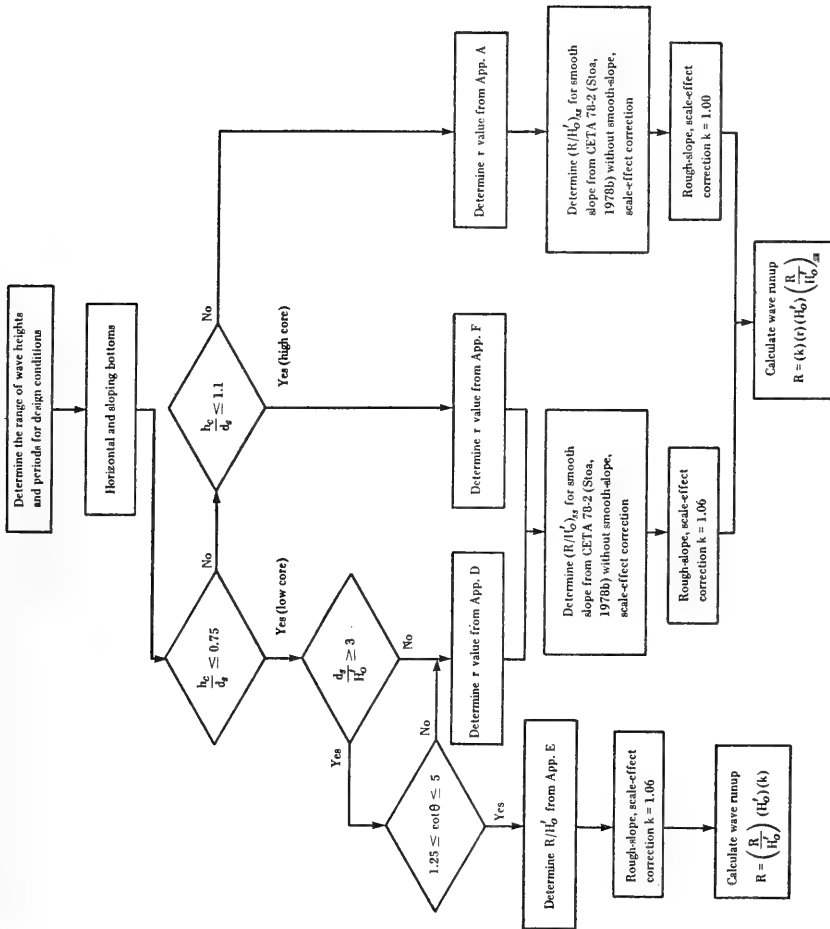 Determine the range of wave heights
and periods for design conditions
Horizontal and sloping bottoms
h_c/d_s ≤ 0.75
No
Yes (low core)
h_c/d_s ≤ 1.1
No
Yes (high core)
d_s/H'_o ≥ 3
Yes
No
1.25 ≤ cot θ ≤ 5
No
Yes
Determine R/H'_o from App. E
Rough-slope, scale-effect
correction k = 1.06
Calculate wave runup
R = (R/H'_o) (H'_o) (k)
Determine r value from App. D
Determine r value from App. F
Determine (R/H'_o)_ss for smooth
slope from CETA 78-2 (Stoa,
1978b) without smooth-slope,
scale-effect correction
Rough-slope, scale-effect
correction k = 1.06
Determine r value from App. A
Determine (R/H'_o)_ss for smooth
slope from CETA 78-2 (Stoa,
1978b) without smooth-slope,
scale-effect correction
Rough-slope, scale-effect
correction k = 1.00
Calculate wave runup
R = (k) (r) (H'_o) (R/H'_o)